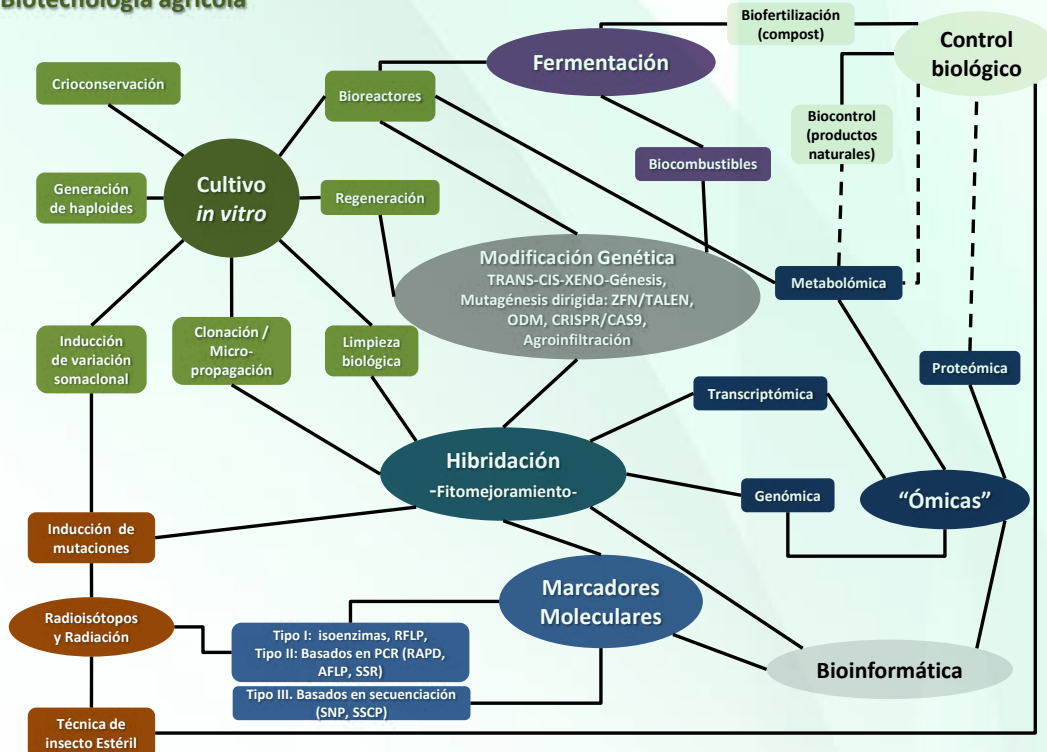 Biotecnología agrícola
Biofertilización
(compost)
Control
biológico
Fermentación
Crioconservación
Bioreactores
Biocontrol
(productos
naturales)
Biocombustibles
Generación
de haploides
Cultivo
in vitro
Regeneración
Modificación Genética
TRANS-CIS-XENO-Génesis,
Mutagénesis dirigida: ZFN/TALEN,
ODM, CRISPR/CAS9,
Agroinfiltración
Metabolómica
Inducción
de variación
somaclonal
Clonación /
Micro-
propagación
Limpieza
biológica
Proteómica
Transcriptómica
Hibridación
-Fitomejoramiento-
Genómica
“Ómicas”
Inducción de
mutaciones
Marcadores
Moleculares
Radioisótopos
y Radiación
Tipo I: isoenzimas, RFLP,
Tipo II: Basados en PCR (RAPD,
AFLP, SSR)
Bioinformática
Tipo III. Basados en secuenciación
(SNP, SSCP)
Técnica de
insecto Estéril